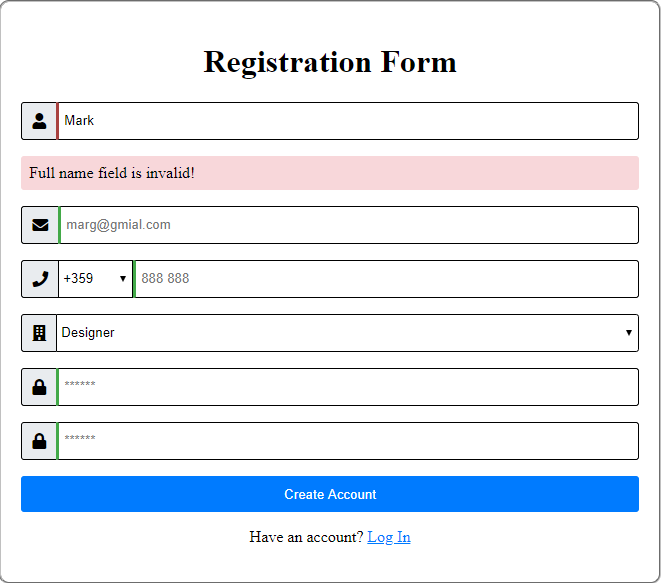 Registration Form
Mark
Full name field is invalid!
marg@gmial.com
+359 888 888
Designer
******
******
Create Account
Have an account? Log In